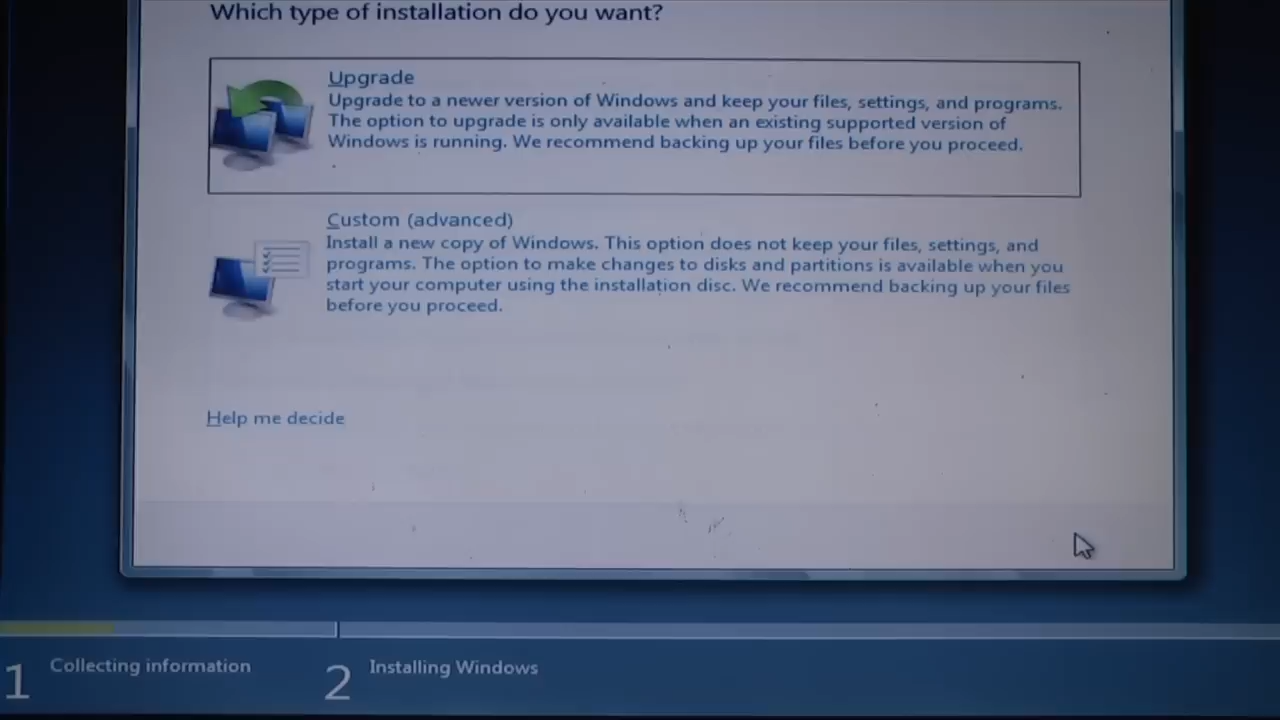 Which type of installation do you want?
Upgrade
Upgrade to a newer version of Windows and keep your files, settings, and programs.
The option to upgrade is only available when an existing supported version of
Windows is running. We recommend backing up your files before you proceed.
Custom (advanced)
Install a new copy of Windows. This option does not keep your files, settings, and
programs. The option to make changes to disks and partitions is available when you
start your computer using the installation disc. We recommend backing up your files
before you proceed.
Help me decide
1 Collecting information
2 Installing Windows